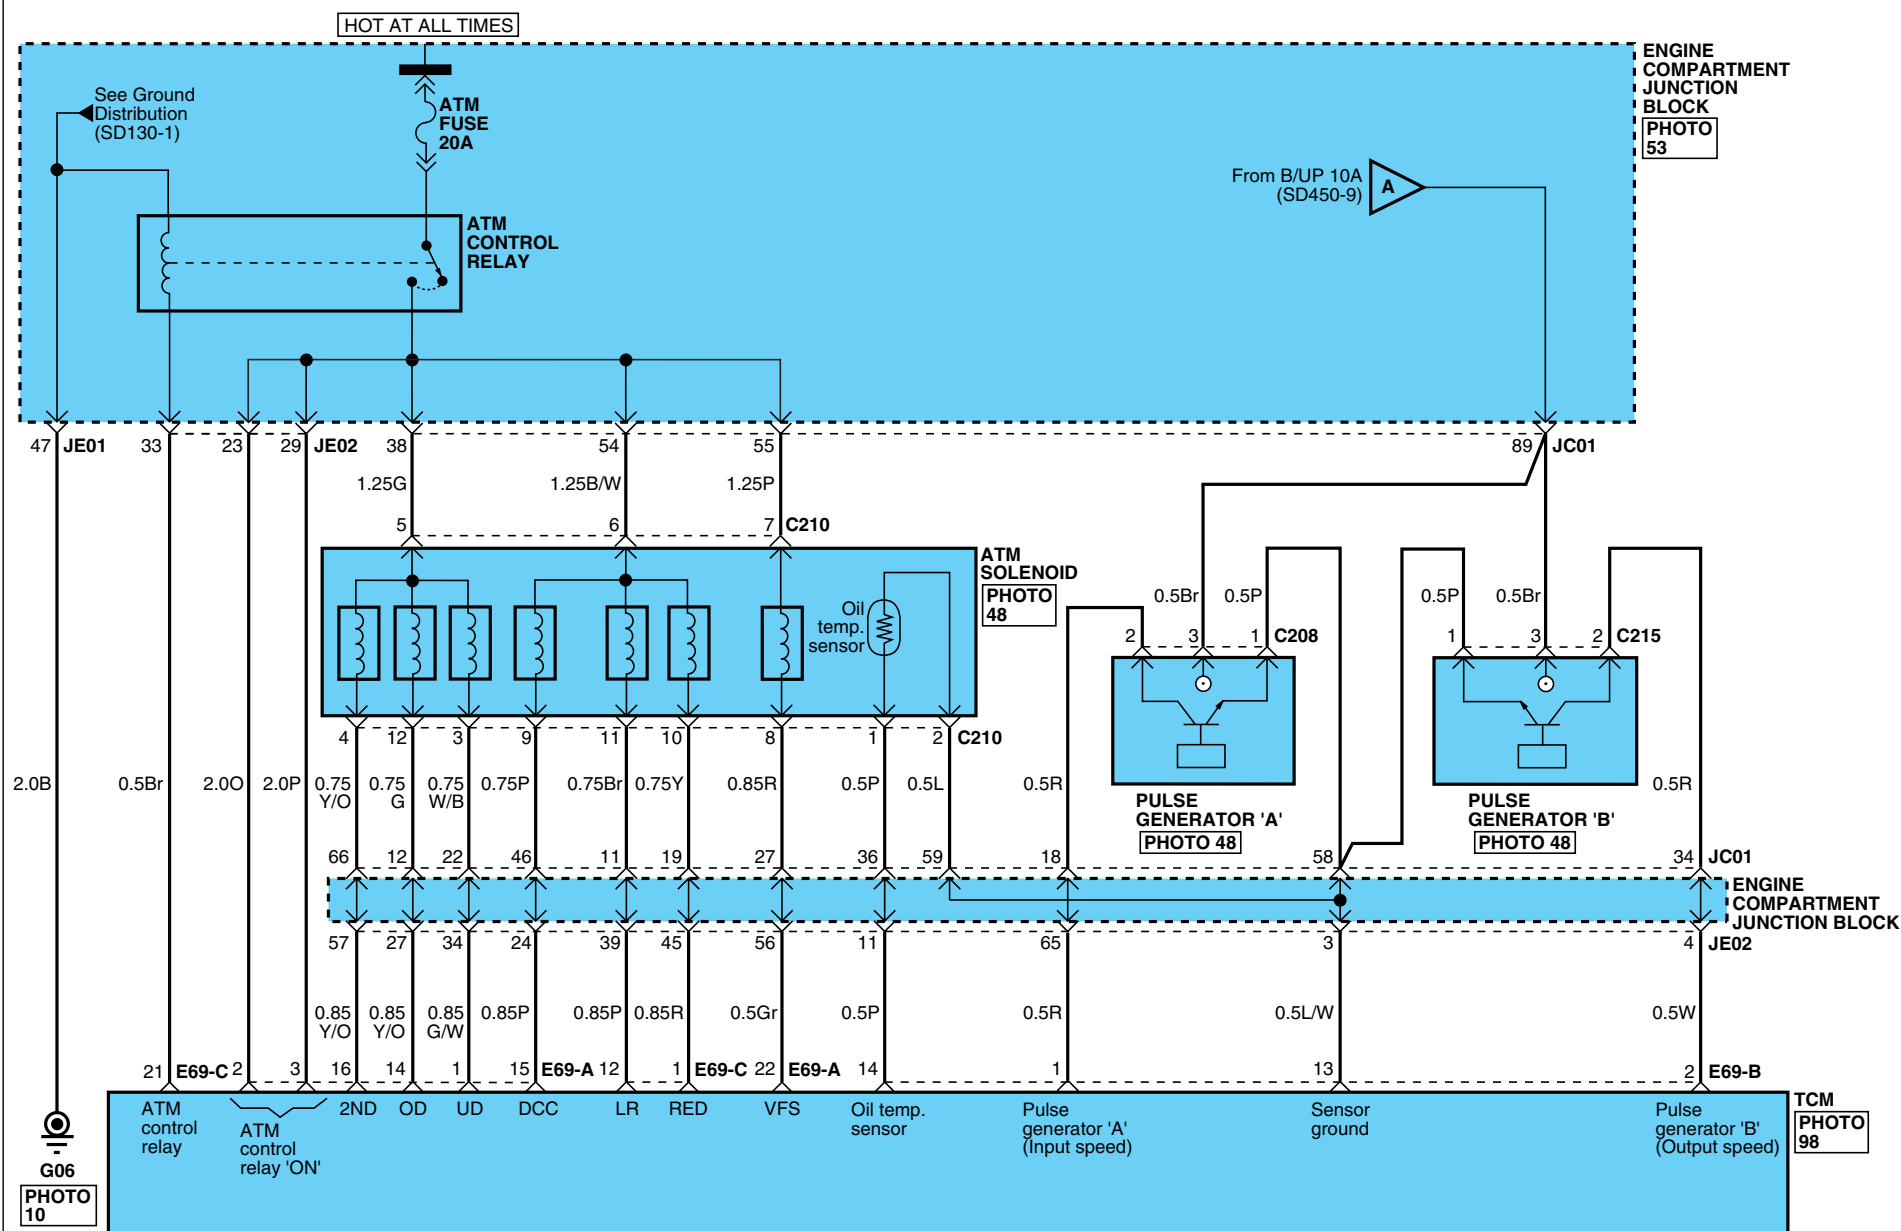 HOT AT ALL TIMES
See Ground
Distribution
(SD130-1)
ATM
FUSE
20A
ENGINE
COMPARTMENT
JUNCTION
BLOCK
PHOTO
53
From B/UP 10A
(SD450-9)
A
ATM
CONTROL
RELAY
47 JE01 33 23 29 JE02 38 54 55 89 JC01
1.25G 1.25B/W 1.25P
5 6 7 C210
ATM
SOLENOID
PHOTO
48
Oil
temp.
sensor
0.5Br 0.5P 0.5P 0.5Br
2 3 1 C208 1 3 2 C215
4 12 3 9 11 10 8 1 2 C210
2.0B 0.5Br 2.0O 2.0P 0.75 0.75 0.75 0.75P 0.75Br 0.75Y 0.85R 0.5P 0.5L 0.5R 0.5R
Y/O G W/B
PULSE
GENERATOR 'A'
PHOTO 48
PULSE
GENERATOR 'B'
PHOTO 48
66 12 22 46 11 19 27 36 59 18 58 34 JC01
ENGINE
COMPARTMENT
JUNCTION BLOCK
57 27 34 24 39 45 56 11 65 3 4 JE02
0.85 0.85 0.85 0.85P 0.85P 0.85R 0.5Gr 0.5P 0.5R 0.5L/W 0.5W
Y/O Y/O G/W
21 E69-C 2 3 16 14 1 15 E69-A 12 1 E69-C 22 E69-A 14 1 13 2 E69-B
TCM
PHOTO
98
ATM
control
relay
ATM
control
relay 'ON'
2ND OD UD DCC LR RED VFS
Oil temp.
sensor
Pulse
generator 'A'
(Input speed)
Sensor
ground
Pulse
generator 'B'
(Output speed)
G06
PHOTO
10